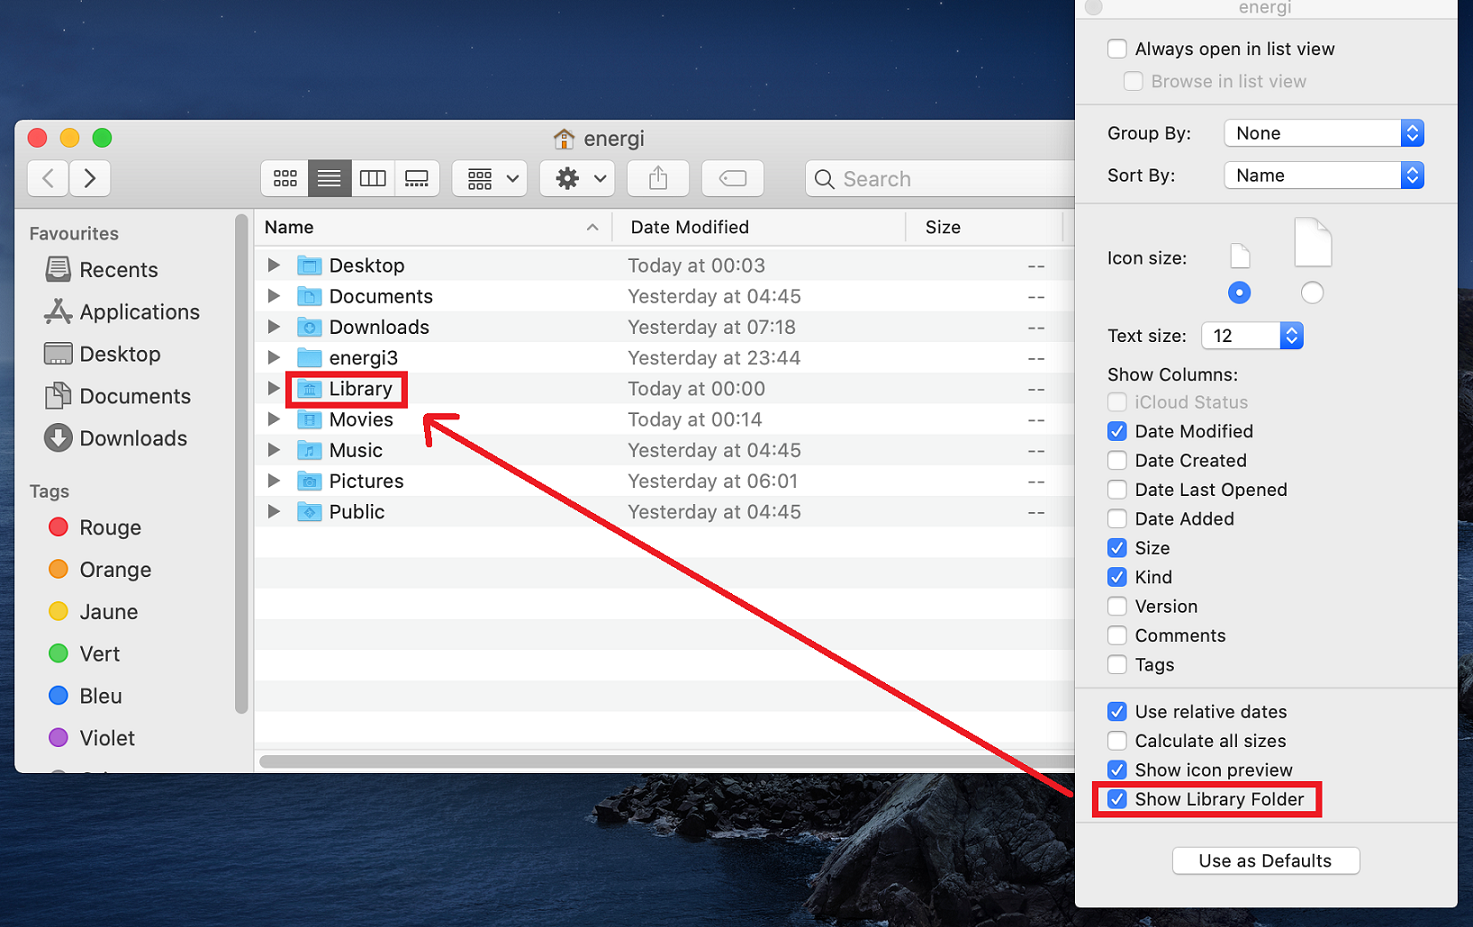 energi
Search
Favourites
Recents
Applications
Desktop
Documents
Downloads
Tags
Rouge
Orange
Jaune
Vert
Bleu
Violet
Name Date Modified Size
Desktop Today at 00:03 --
Documents Yesterday at 04:45 --
Downloads Yesterday at 07:18 --
energi3 Yesterday at 23:44 --
Library Today at 00:00 --
Movies Today at 00:14 --
Music Yesterday at 04:45 --
Pictures Yesterday at 06:01 --
Public Yesterday at 04:45 --
energi
Always open in list view
Browse in list view
Group By: None
Sort By: Name
Icon size:
Text size: 12
Show Columns:
iCloud Status
Date Modified
Date Created
Date Last Opened
Date Added
Size
Kind
Version
Comments
Tags
Use relative dates
Calculate all sizes
Show icon preview
Show Library Folder
Use as Defaults